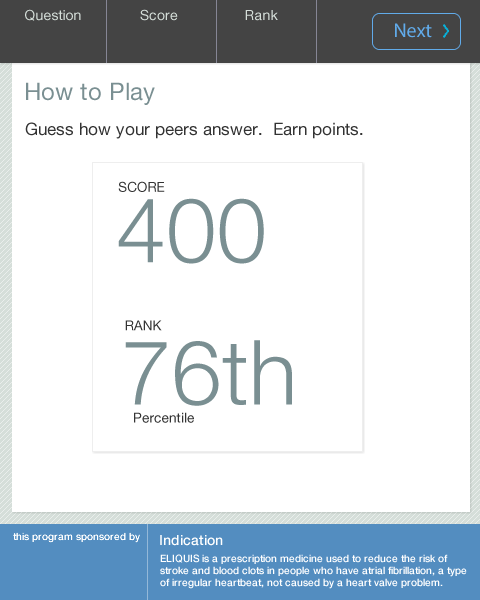 Question
Score
Rank
Next
How to Play
Guess how your peers answer.  Earn points.
SCORE
400
RANK
76th
Percentile
this program sponsored by
Indication
ELIQUIS is a prescription medicine used to reduce the risk of
stroke and blood clots in people who have atrial fibrillation, a type
of irregular heartbeat, not caused by a heart valve problem.